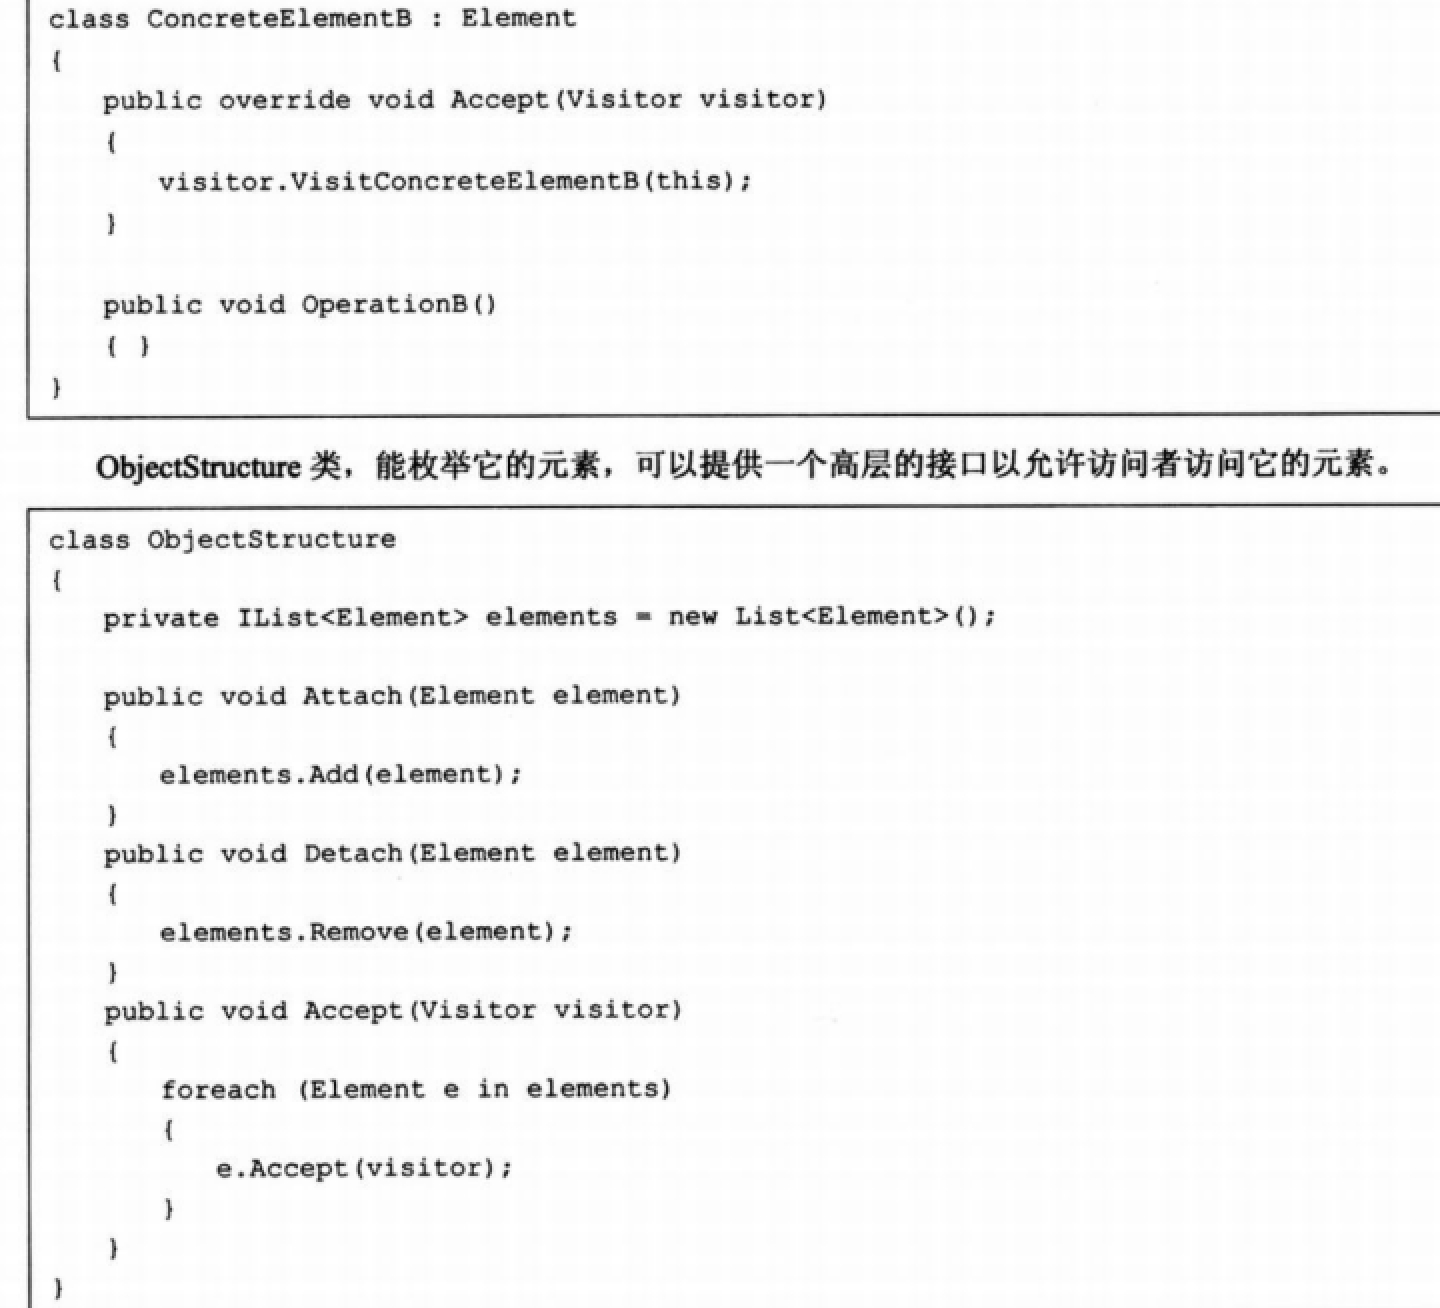 class ConcreteElementB : Element
{
public override void Accept(Visitor visitor)
{
visitor.VisitConcreteElementB(this);
}
public void OperationB()
{ }
}
ObjectStructure 类，能枚举它的元素，可以提供一个高层的接口以允许访问者访问它的元素。
class ObjectStructure
{
private IList<Element> elements = new List<Element>();
public void Attach(Element element)
{
elements.Add(element);
}
public void Detach(Element element)
{
elements.Remove(element);
}
public void Accept(Visitor visitor)
{
foreach (Element e in elements)
{
e.Accept(visitor);
}
}
}